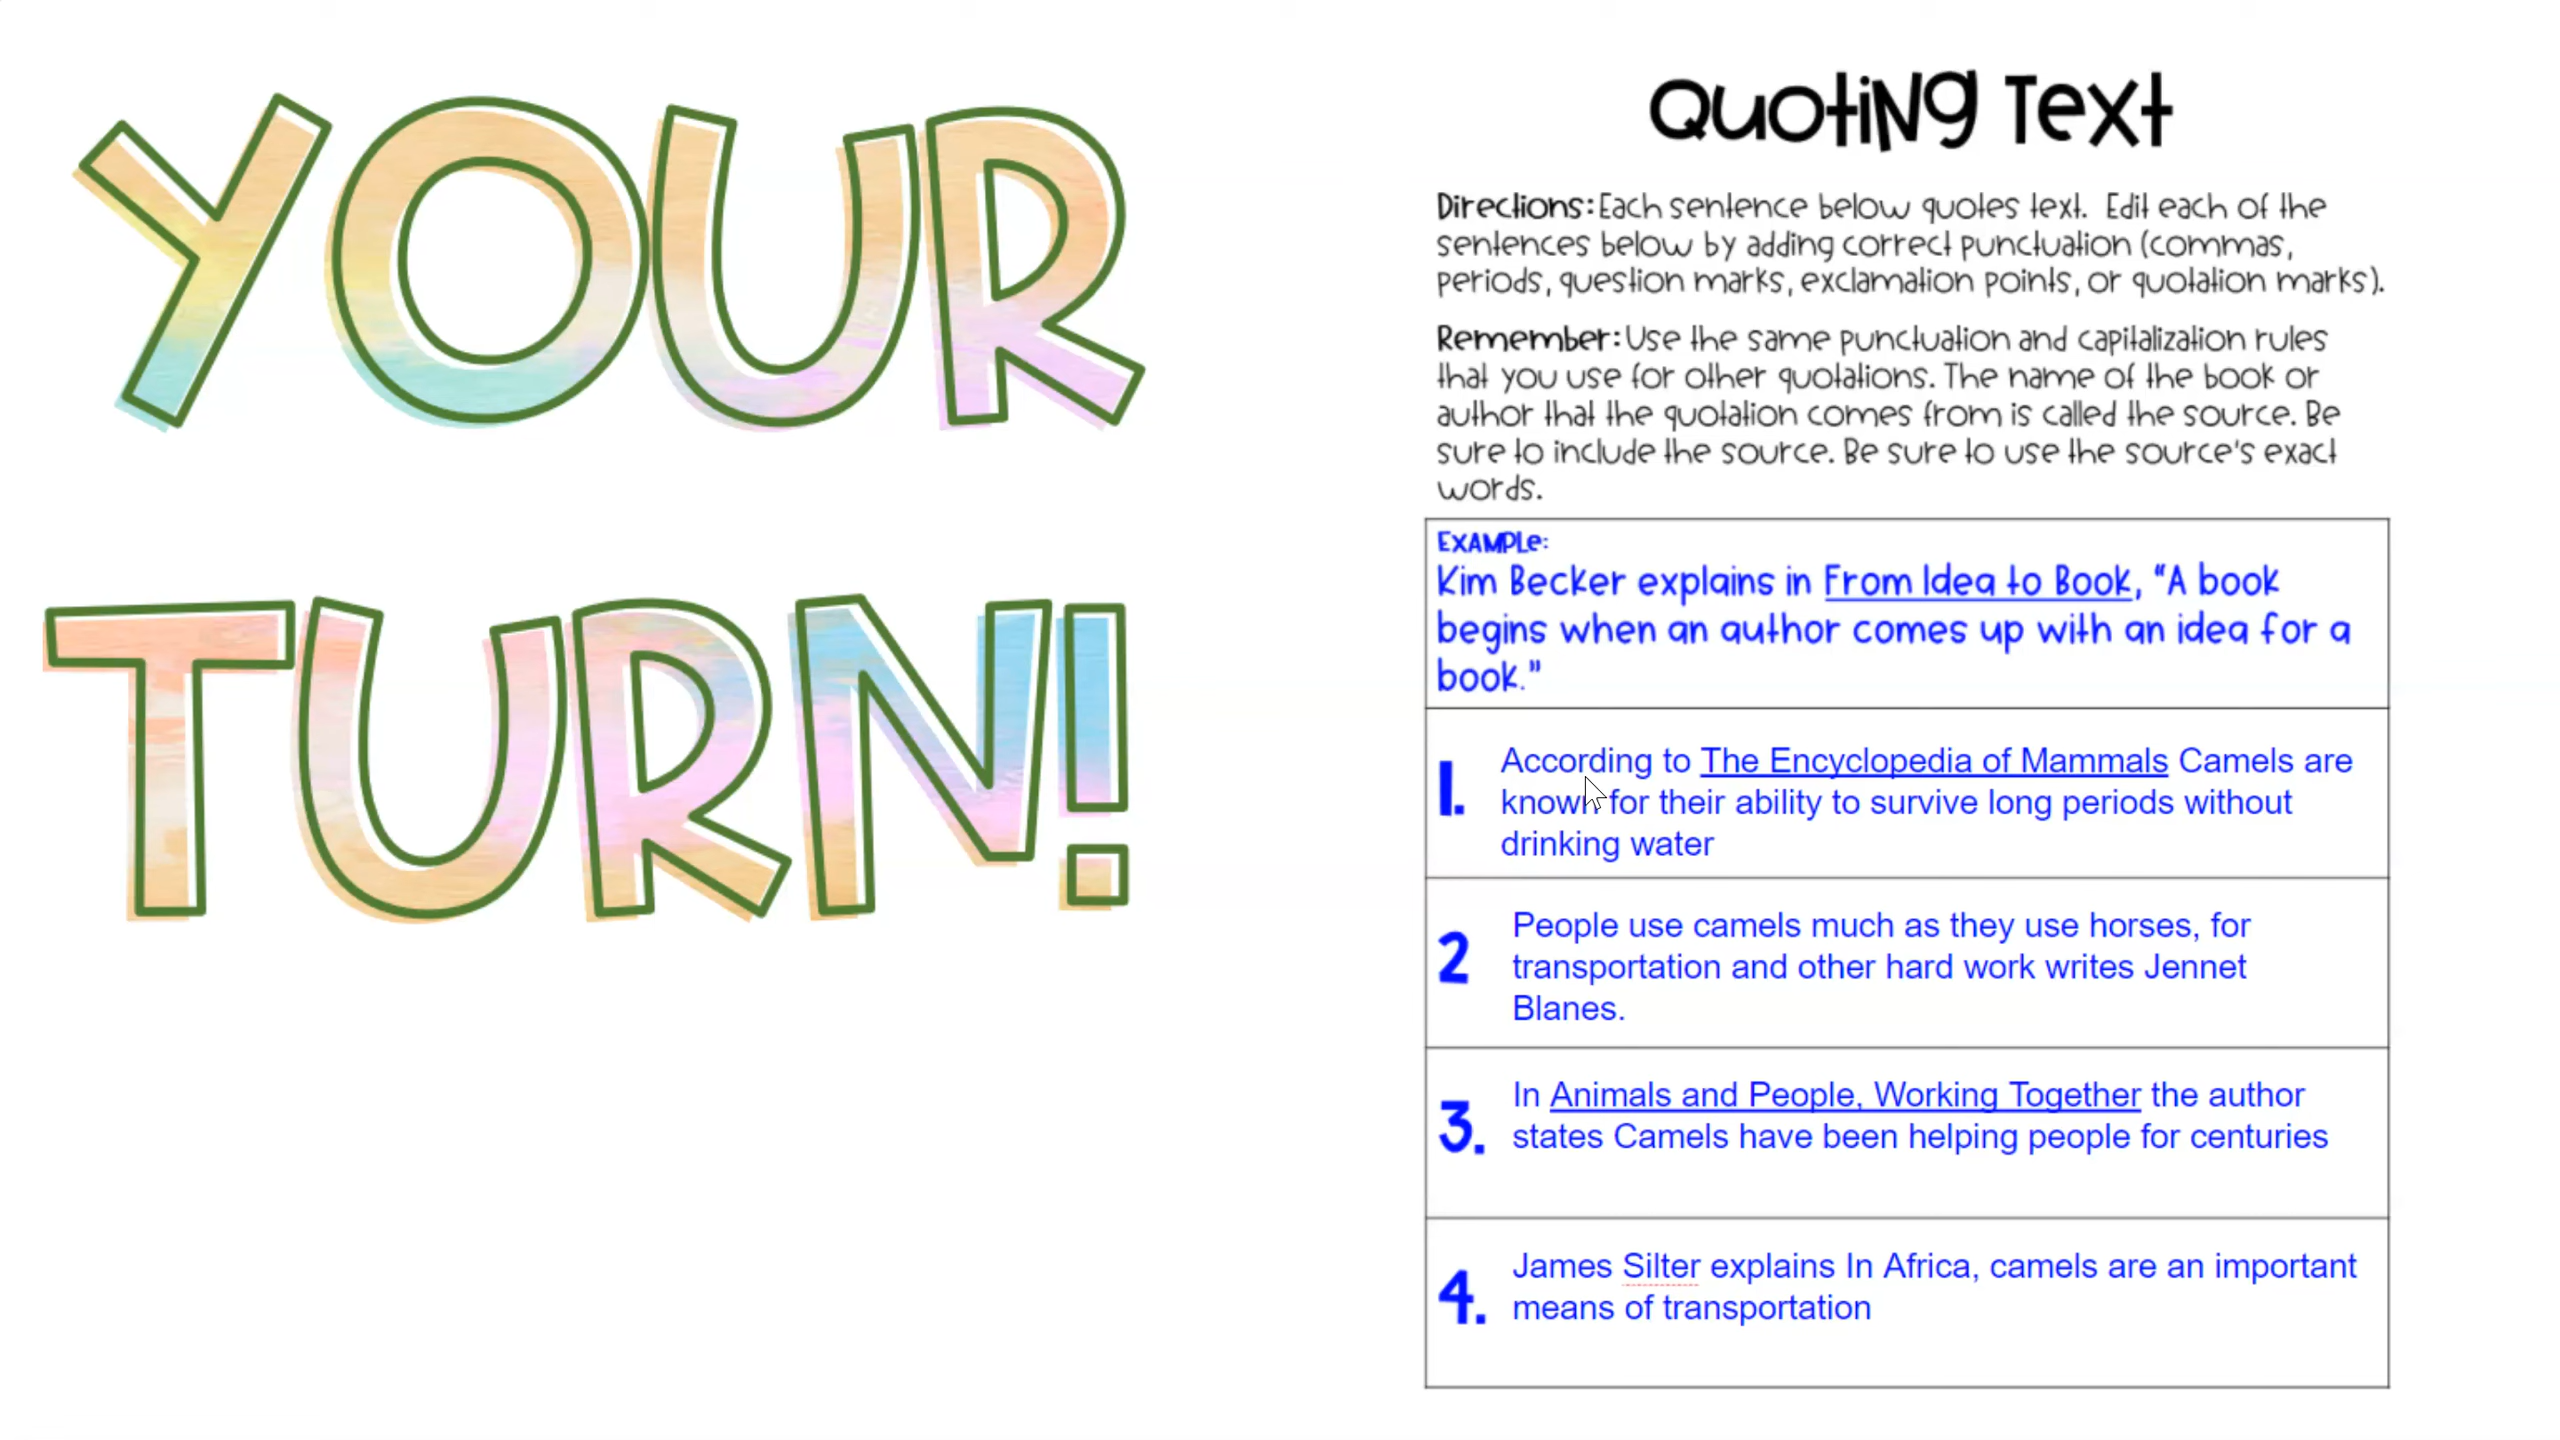 YOUR
TURN!
Quoting Text
Directions: Each sentence below quotes text. Edit each of the
sentences below by adding correct punctuation (commas,
periods, question marks, exclamation points, or quotation marks).
Remember: Use the same punctuation and capitalization rules
that you use for other quotations. The name of the book or
author that the quotation comes from is called the source. Be
sure to include the source. Be sure to use the source's exact
words.
EXAMPLe:
Kim Becker explains in From Idea to Book, “A book
begins when an author comes up with an idea for a
book.”
1. According to The Encyclopedia of Mammals Camels are
known for their ability to survive long periods without
drinking water
2 People use camels much as they use horses, for
transportation and other hard work writes Jennet
Blanes.
3. In Animals and People, Working Together the author
states Camels have been helping people for centuries
4. James Silter explains In Africa, camels are an important
means of transportation